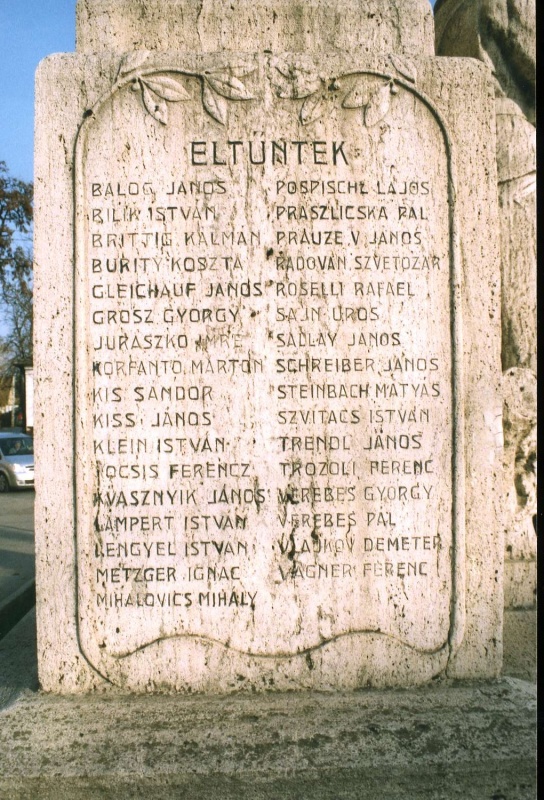 ELTŰNTEK
BALOG JÁNOS
BILIK ISTVÁN
BRITTIG KÁLMÁN
BURITY KOSZTA
GLEICHAUF JÁNOS
GROSZ GYÖRGY
JURASZKO IMRE
KORFANTO MÁRTON
KIS SÁNDOR
KISS JÁNOS
KLEIN ISTVÁN
KOCSIS FERENCZ
KVASZNYIK JÁNOS
LAMPERT ISTVÁN
LENGYEL ISTVÁN
METZGER IGNÁC
MIHALOVICS MIHÁLY
POSPISCHL LAJOS
PRASZLICSKA PÁL
PRAUZE V. JÁNOS
RADOVÁN SZVETOZÁR
ROSELLI RAFAEL
SAJN UROS
SADLAY JÁNOS
SCHREIBER JÁNOS
STEINBACH MÁTYÁS
SZVITACS ISTVÁN
TRENDL JÁNOS
TROZOLI FERENC
VEREBES GYÖRGY
VEREBES PÁL
VLAJKOV DEMETER
VÁGNER FERENC